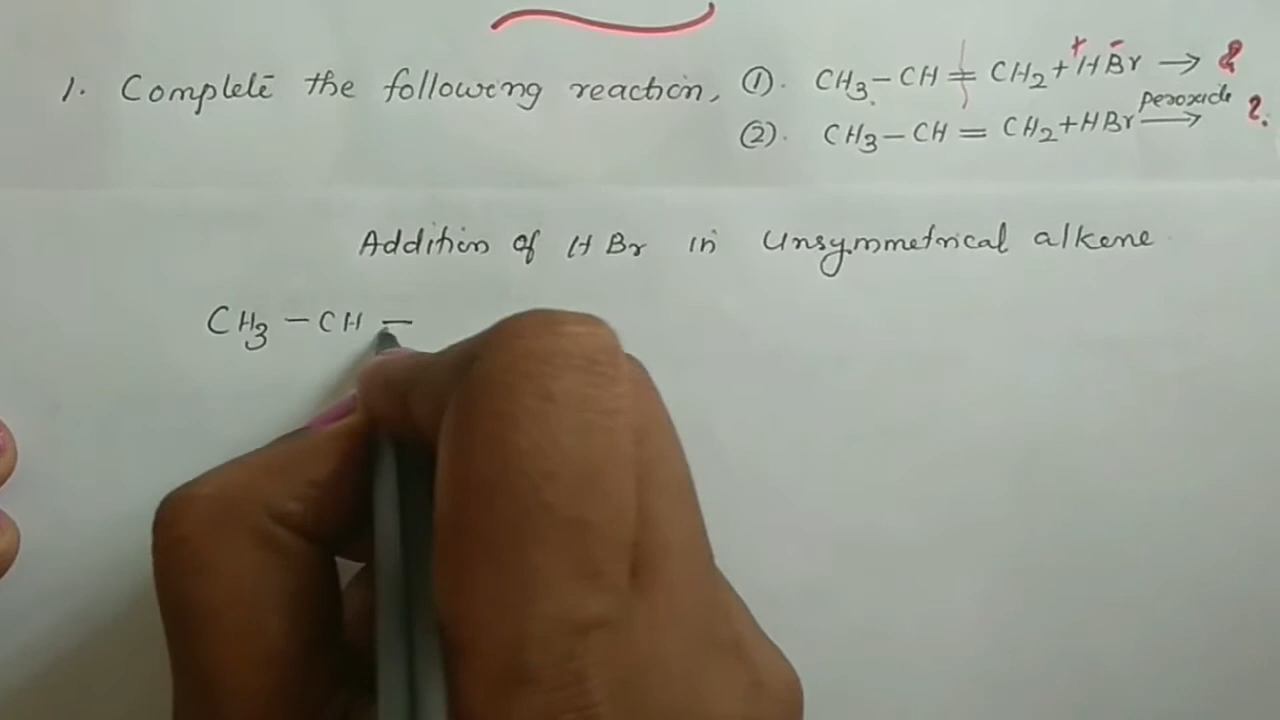 1. Complete the following reaction, ①. CH₃-CH=CH₂+HBr → ?
②. CH₃-CH=CH₂+HBr peroxide → ?
Addition of HBr in Unsymmetrical alkene
CH₃-CH-